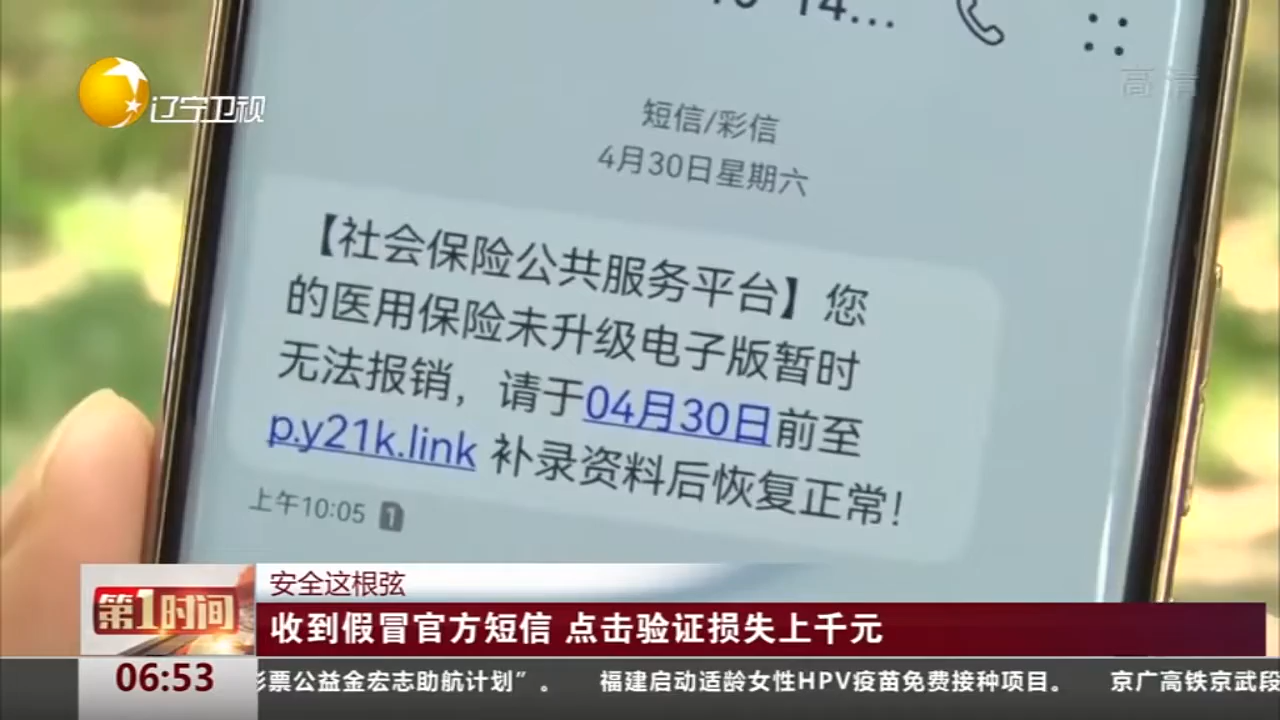 辽宁卫视
高清
短信/彩信
4月30日星期六
【社会保险公共服务平台】您
的医用保险未升级电子版暂时
无法报销，请于04月30日前至
p.y21k.link 补录资料后恢复正常！
上午10:05 1
安全这根弦
第1时间
收到假冒官方短信 点击验证损失上千元
06:53
票公益金宏志助航计划”。 福建启动适龄女性HPV疫苗免费接种项目。 京广高铁京武段